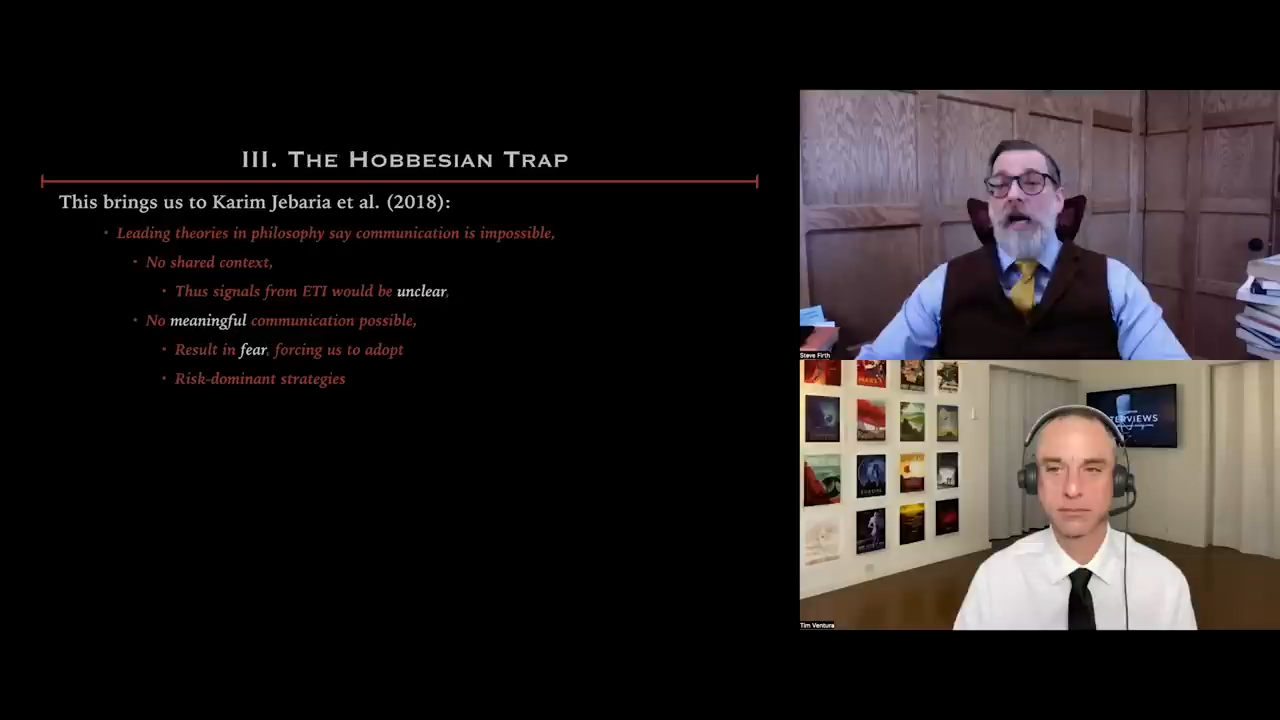 III. THE HOBBESIAN TRAP
This brings us to Karim Jebaria et al. (2018):
• Leading theories in philosophy say communication is impossible,
• No shared context,
• Thus signals from ETI would be unclear,
• No meaningful communication possible,
• Result in fear, forcing us to adopt
• Risk-dominant strategies
Steve Firth
TERVIEWS
Tim Ventura